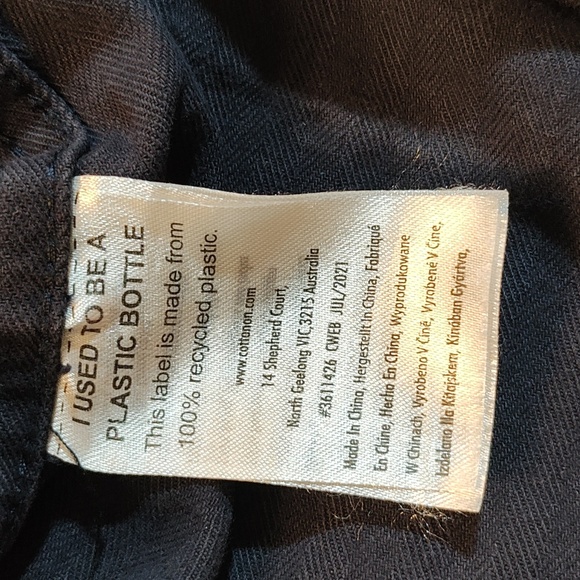 I USED TO BE A
PLASTIC BOTTLE
This label is made from
100% recycled plastic.
www.cottonon.com
14 Shepherd Court,
North Geelong VIC,3215 Australia
#3611426 CWEB JUL/2021
Made In China, Hergestellt In China, Fabriqué
En Chine, Hecho En China, Wyprodukowane
W Chinach, Vyrobeno V Číně, Vyrobené V Číne,
Izdelano Na Kitajskem, Kínában Gyártva,